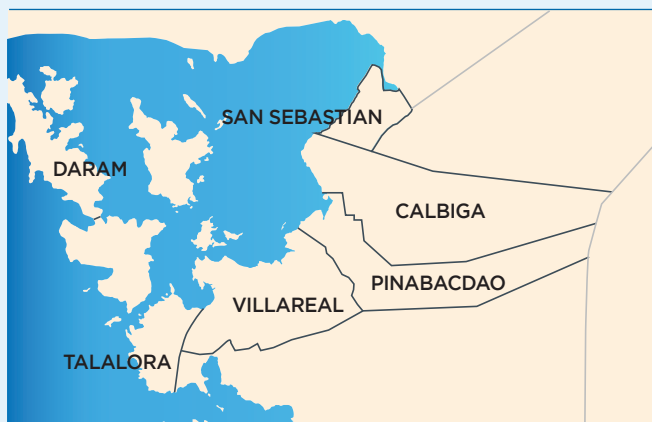 SAN SEBASTIAN
DARAM
CALBIGA
PINABACDAO
VILLAREAL
TALALORA